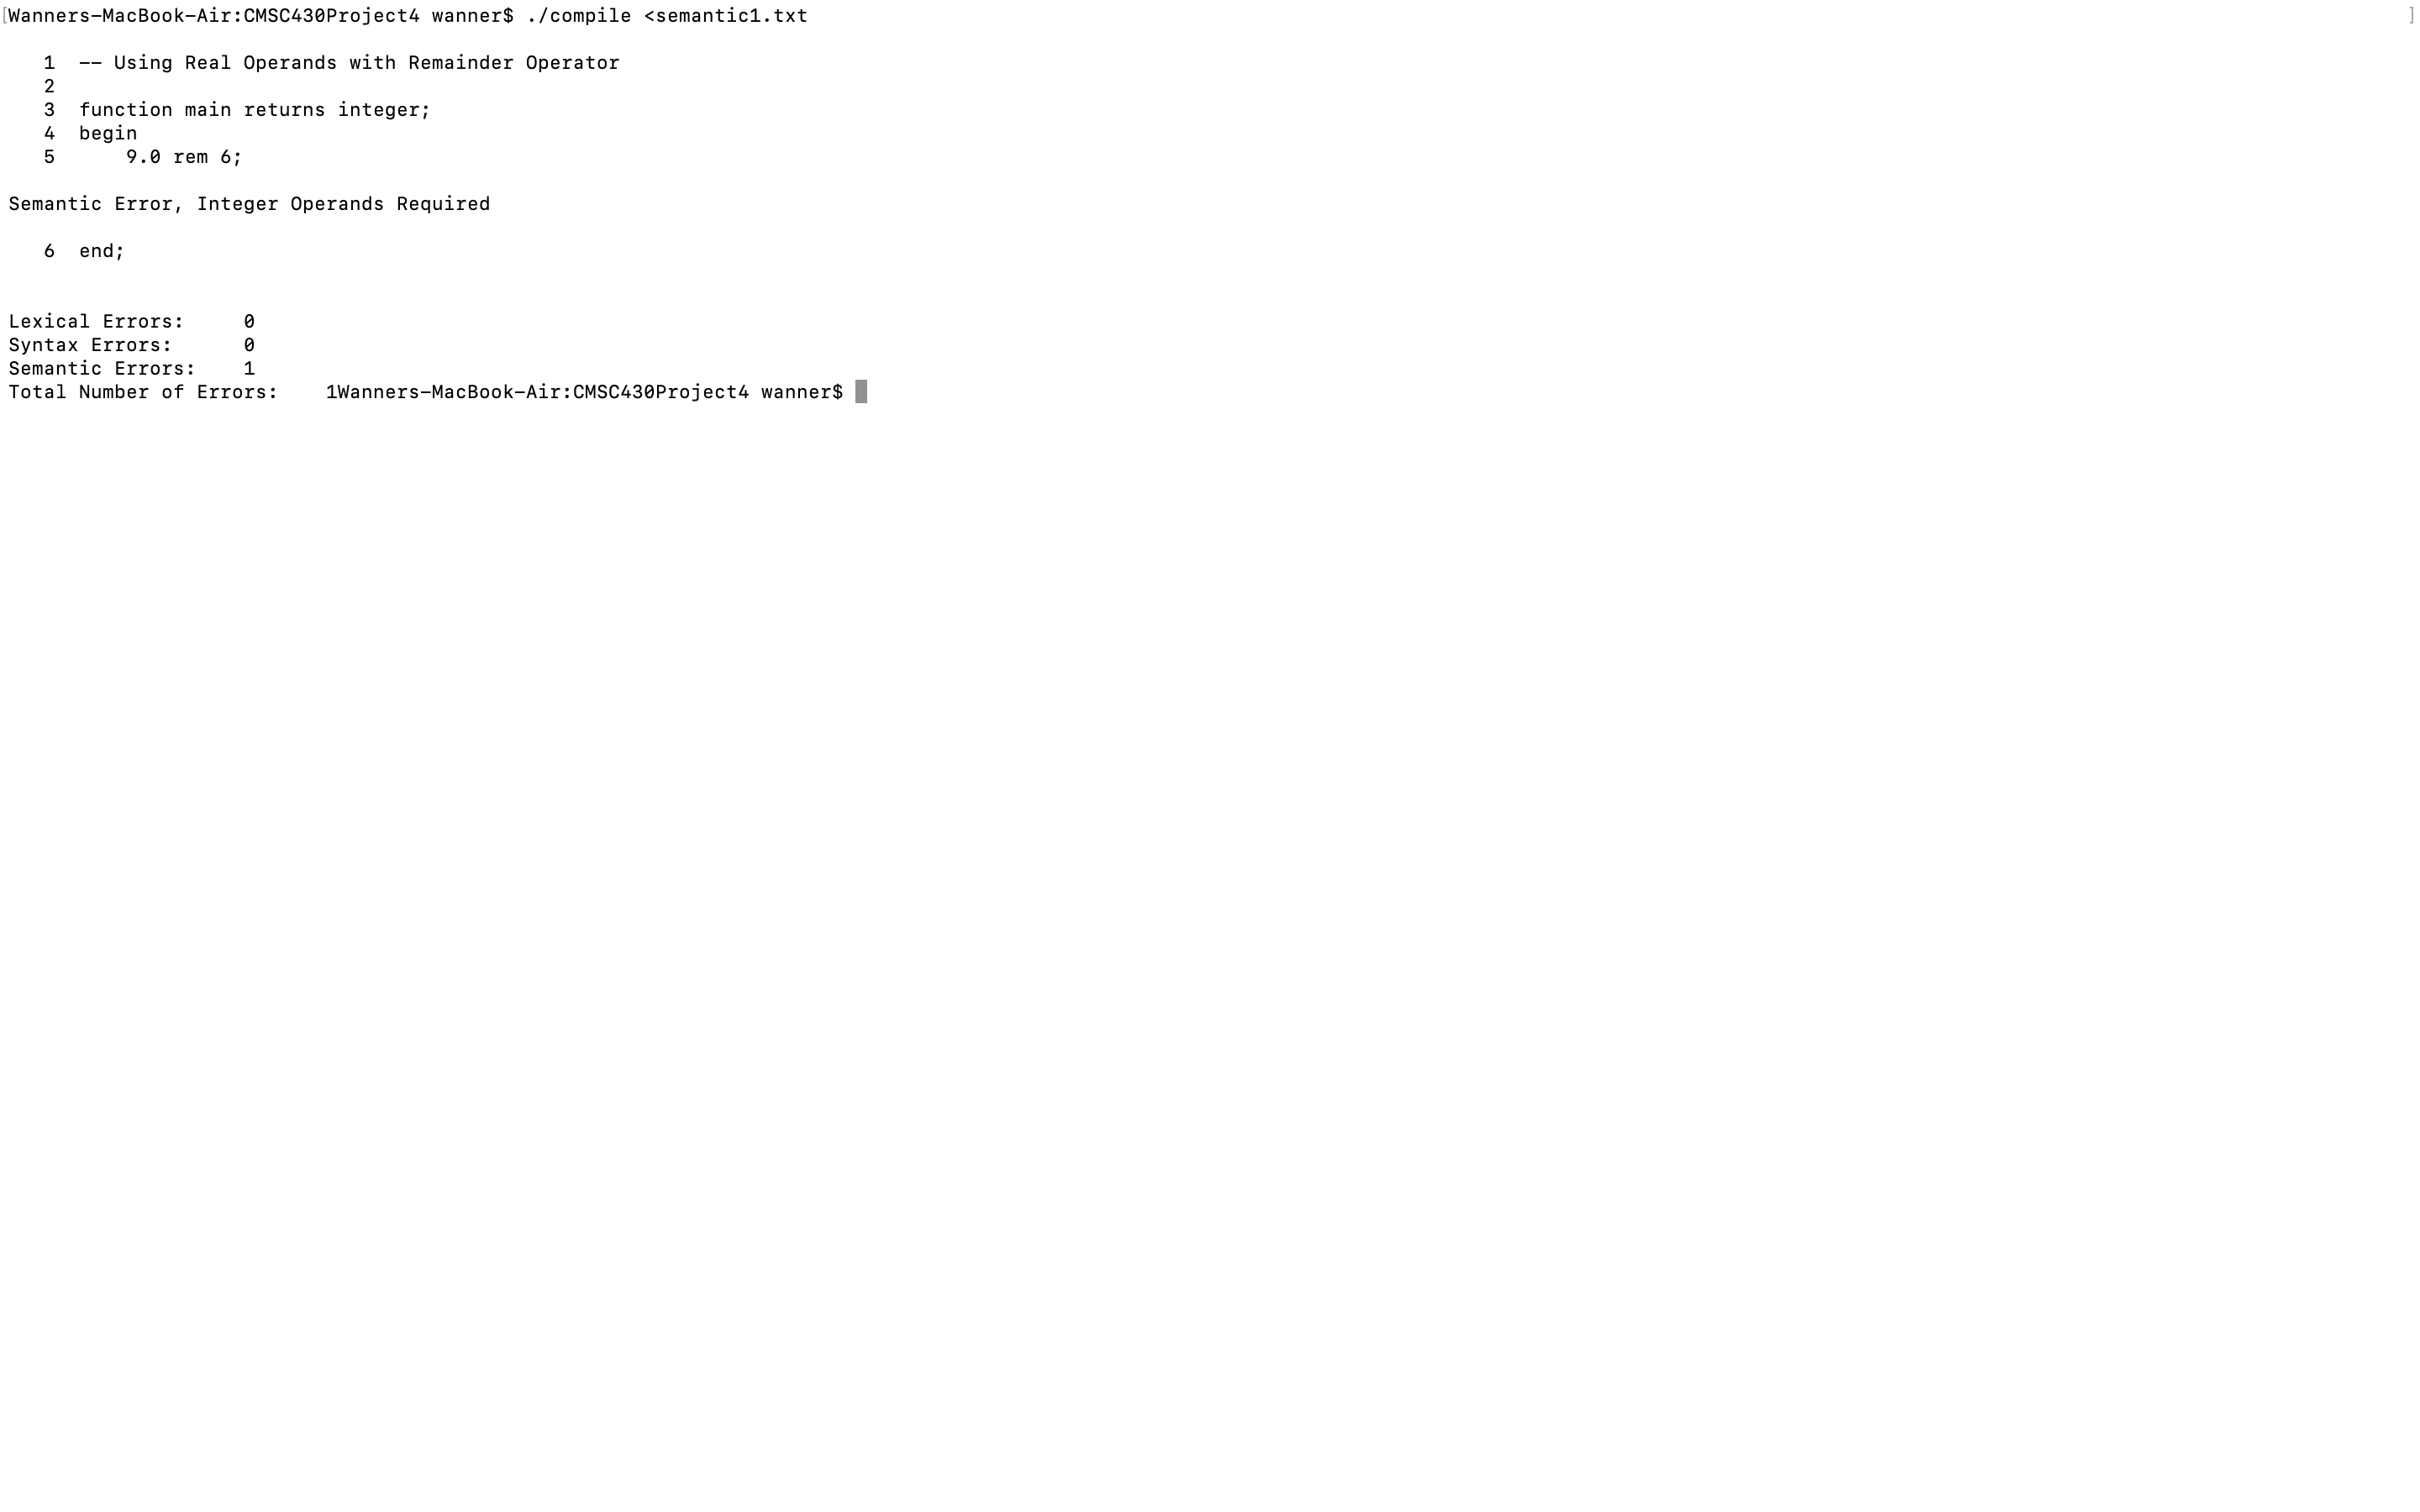 [Wanners-MacBook-Air:CMSC430Project4 wanner$ ./compile <semantic1.txt ]
1 -- Using Real Operands with Remainder Operator
2
3 function main returns integer;
4 begin
5 9.0 rem 6;
Semantic Error, Integer Operands Required
6 end;
Lexical Errors: 0
Syntax Errors: 0
Semantic Errors: 1
Total Number of Errors: 1Wanners-MacBook-Air:CMSC430Project4 wanner$